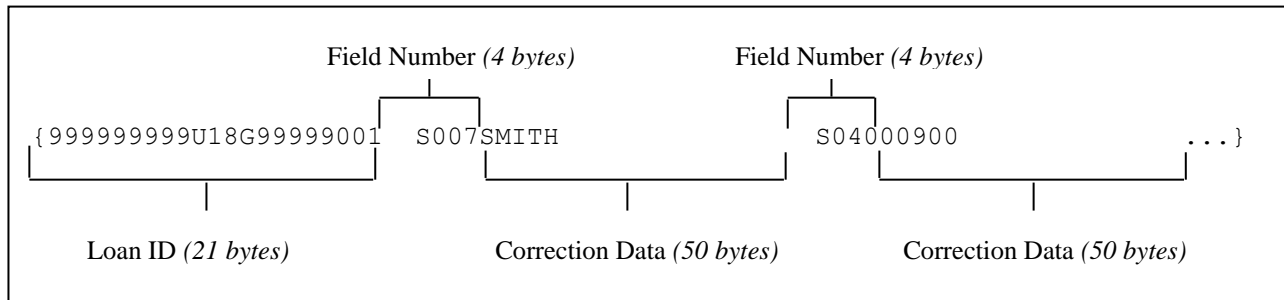 Field Number (4 bytes) Field Number (4 bytes)
{999999999U18G99999001 S007SMITH S04000900 ...}
Loan ID (21 bytes) Correction Data (50 bytes) Correction Data (50 bytes)